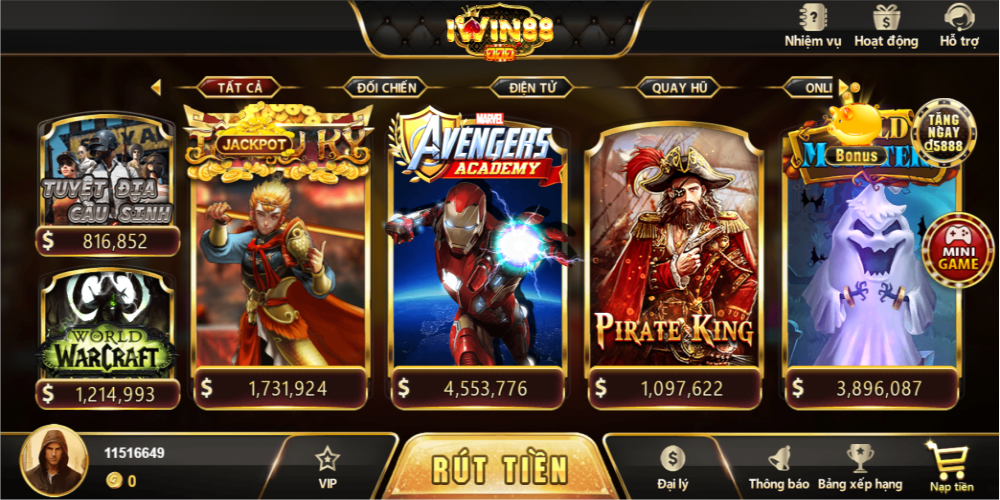 IWIN88
777
Nhiệm vụ
Hoạt động
Hỗ trợ
TẤT CẢ
ĐỐI CHIẾN
ĐIỆN TỬ
QUAY HŨ
ONLI
TUYỆT ĐỊA
CẦU SINH
$ 816,852
JACKPOT
$ 1,731,924
MARVEL
AVENGERS
ACADEMY
$ 4,553,776
PIRATE KING
$ 1,097,622
Bonus
$ 3,896,087
TẶNG
NGAY
đ5888
MINI
GAME
WORLD
WARCRAFT
$ 1,214,993
11516649
0
VIP
RÚT TIỀN
Đại lý
Thông báo
Bảng xếp hạng
Nạp tiền